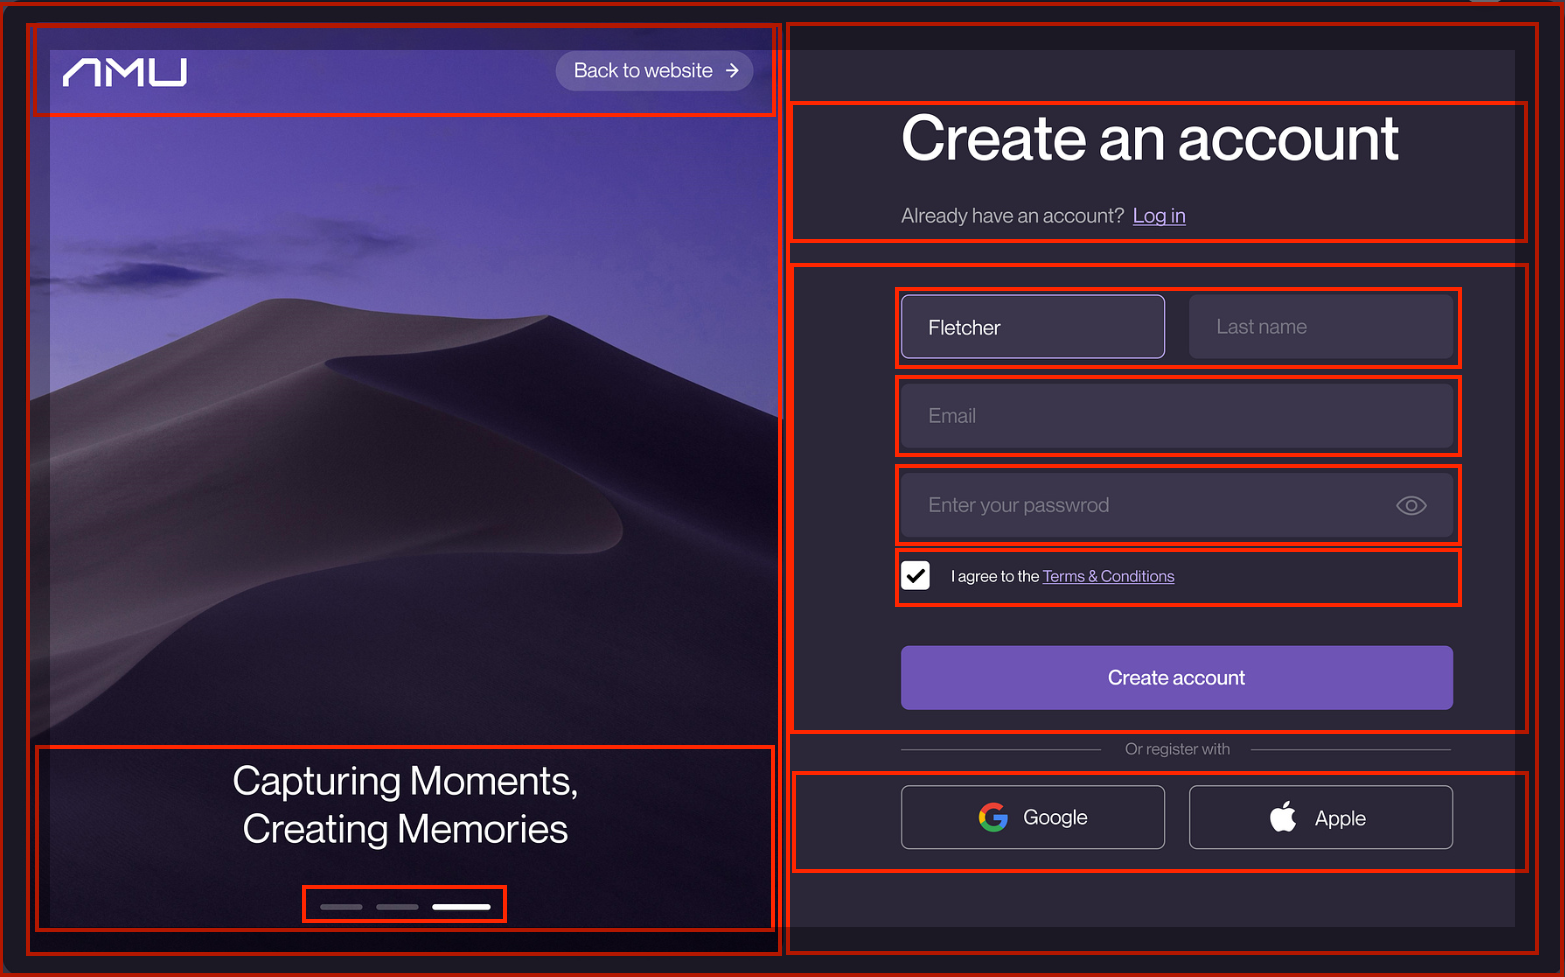 AMU
Back to website →
Capturing Moments,
Creating Memories
Create an account
Already have an account? Log in
Fletcher
Last name
Email
Enter your passwrod
I agree to the Terms & Conditions
Create account
Or register with
Google
Apple